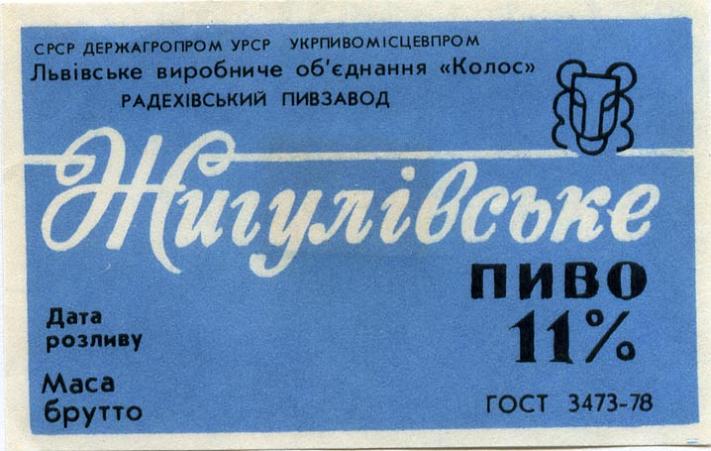 СРСР ДЕРЖАГРОПРОМ УРСР УКРПИВОМІСЦЕВПРОМ
Львівське виробниче об'єднання «Колос»
РАДЕХІВСЬКИЙ ПИВЗАВОД
Жигулівське
ПИВО
11%
Дата
розливу
Маса
брутто
ГОСТ 3473-78